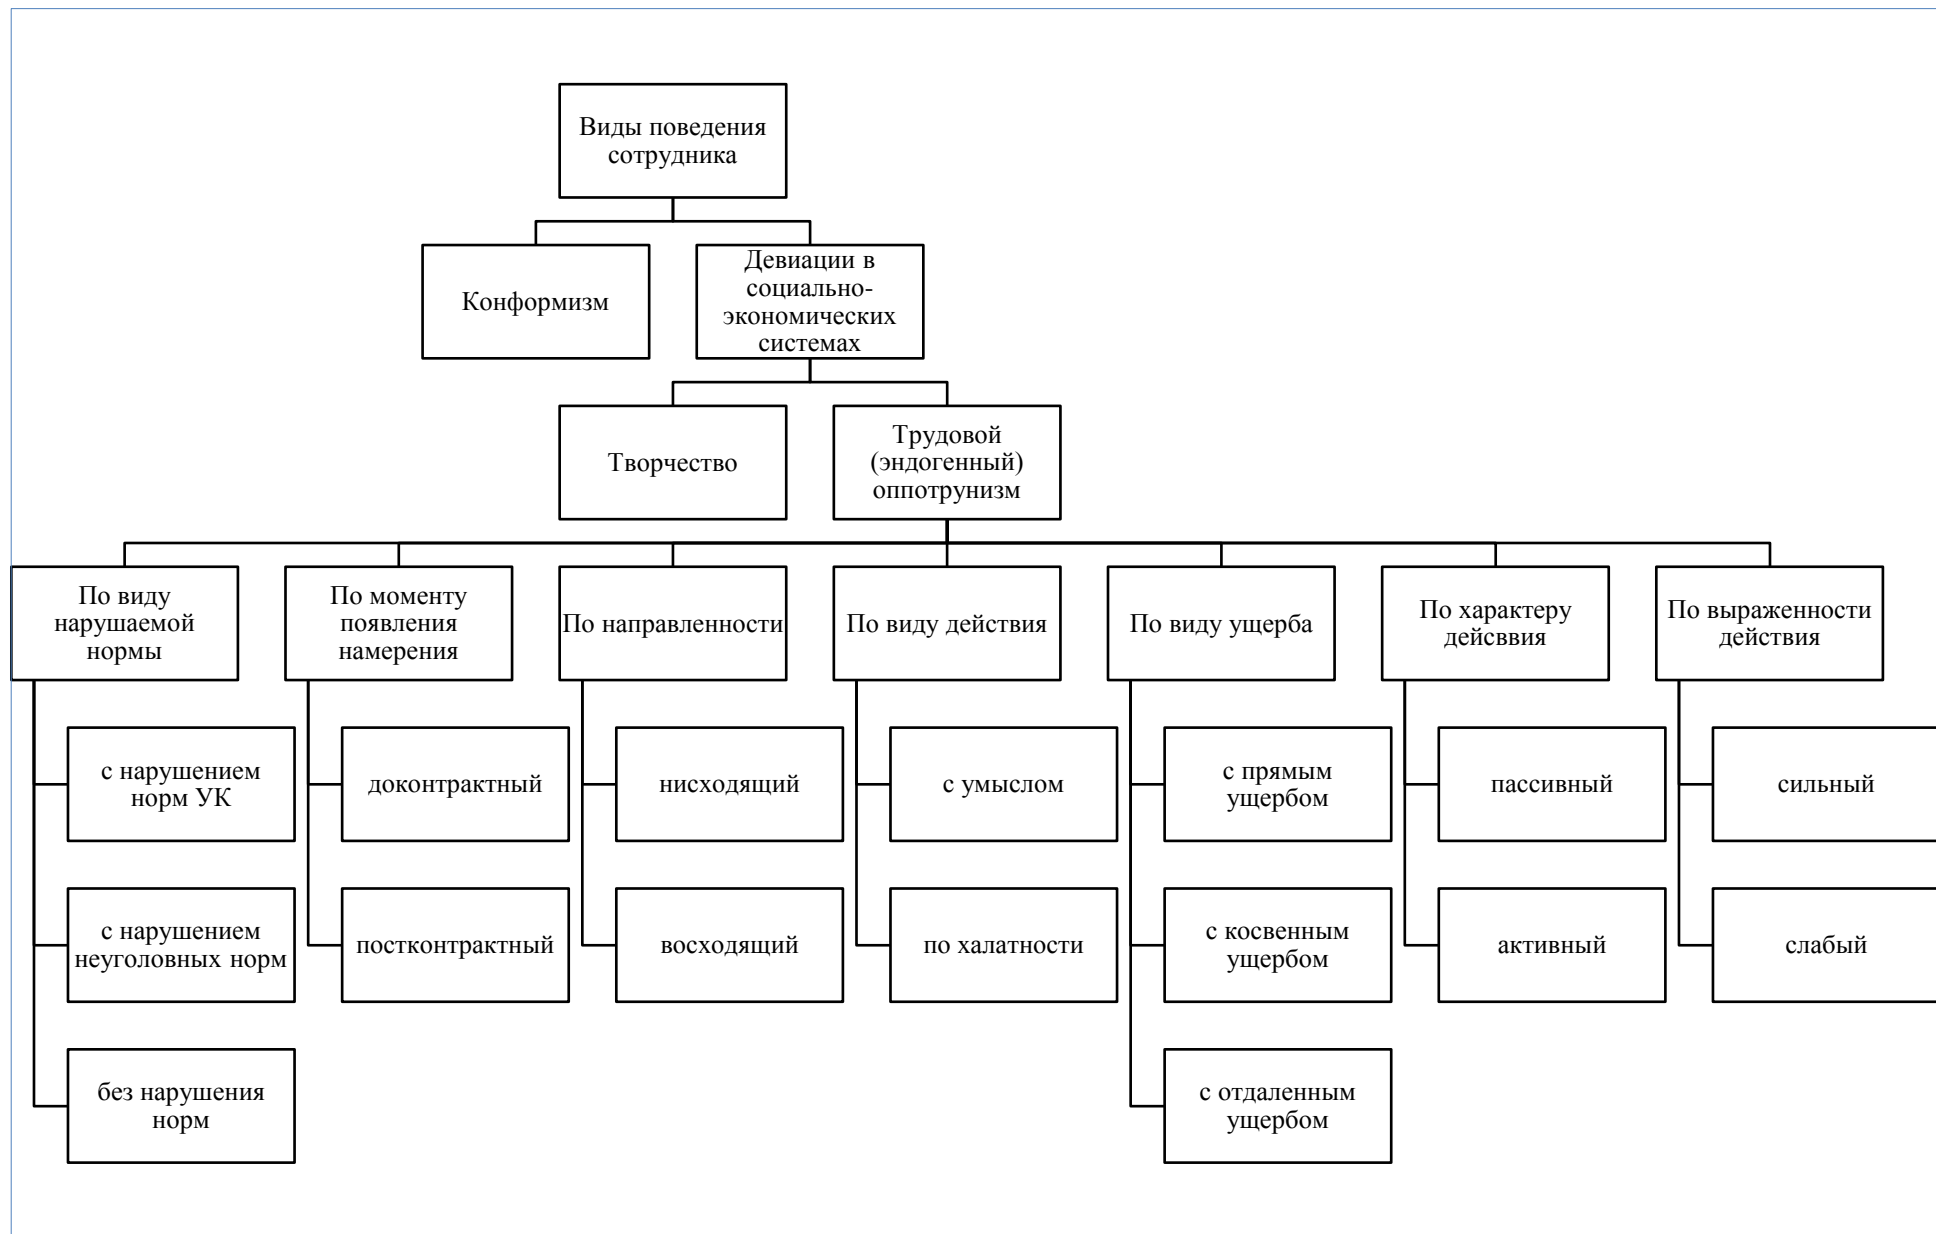 Виды поведения
сотрудника
Конформизм
Девиации в
социально-
экономических
системах
Творчество
Трудовой
(эндогенный)
оппотрунизм
По виду
нарушаемой
нормы
По моменту
появления
намерения
По направленности
По виду действия
По виду ущерба
По характеру
дейсввия
По выраженности
действия
с нарушением
норм УК
доконтрактный
нисходящий
с умыслом
с прямым
ущербом
пассивный
сильный
с нарушением
неуголовных норм
постконтрактный
восходящий
по халатности
с косвенным
ущербом
активный
слабый
без нарушения
норм
с отдаленным
ущербом